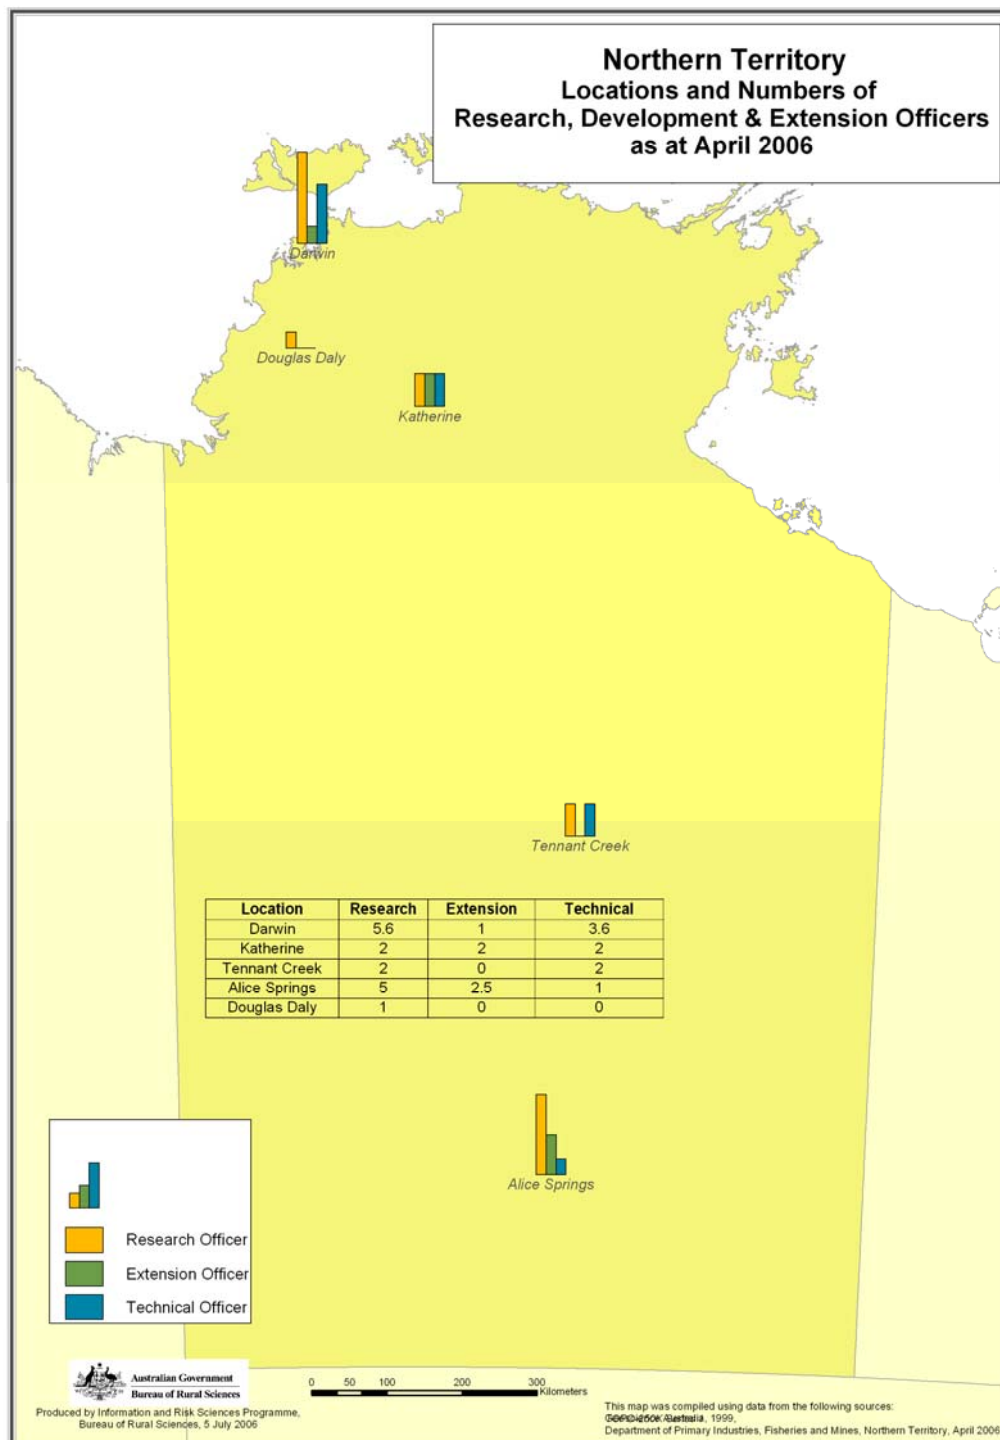 Northern Territory
Locations and Numbers of
Research, Development & Extension Officers
as at April 2006
Darwin
Douglas Daly
Katherine
Tennant Creek
Location Research Extension Technical
Darwin 5.6 1 3.6
Katherine 2 2 2
Tennant Creek 2 0 2
Alice Springs 5 2.5 1
Douglas Daly 1 0 0
Alice Springs
Research Officer
Extension Officer
Technical Officer
Australian Government
Bureau of Rural Sciences
Produced by Information and Risk Sciences Programme,
Bureau of Rural Sciences, 5 July 2006
0 50 100 200 300
Kilometers
This map was compiled using data from the following sources:
Australia, 1999,
Department of Primary Industries, Fisheries and Mines, Northern Territory, April 2006